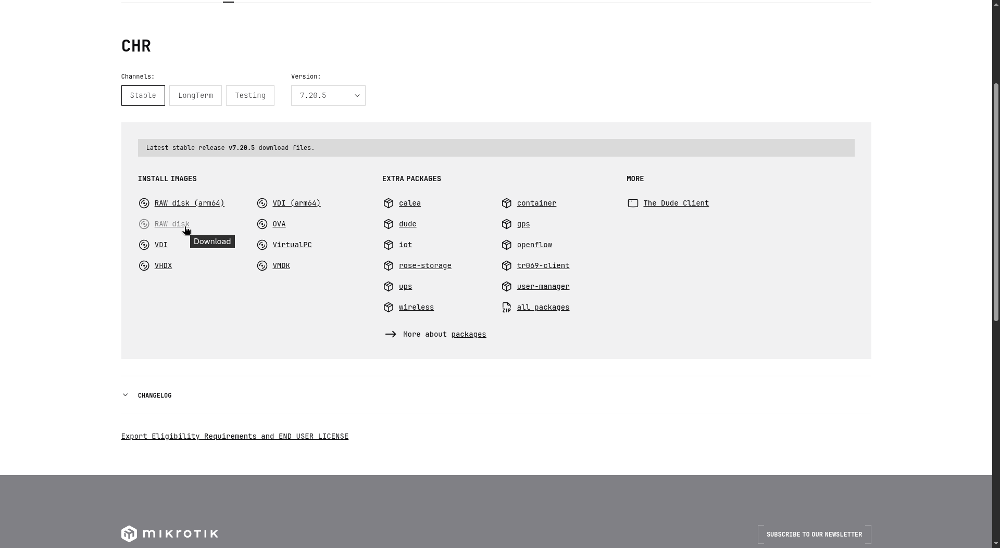 CHR
Channels:
Version:
Stable
LongTerm
Testing
7.20.5
Latest stable release v7.20.5 download files.
INSTALL IMAGES
RAW disk (arm64)
VDI (arm64)
RAW disk
OVA
Download
VDI
VirtualPC
VHDX
VMDK
EXTRA PACKAGES
calea
container
dude
gps
iot
openflow
rose-storage
tr069-client
ups
user-manager
wireless
ZIP
all packages
More about packages
MORE
The Dude Client
CHANGELOG
Export Eligibility Requirements and END USER LICENSE
MIKROTIK
SUBSCRIBE TO OUR NEWSLETTER